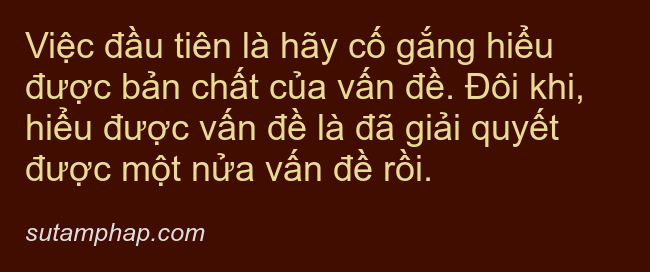 Việc đầu tiên là hãy cố gắng hiểu
được bản chất của vấn đề. Đôi khi,
hiểu được vấn đề là đã giải quyết
được một nửa vấn đề rồi.
sutamphap.com